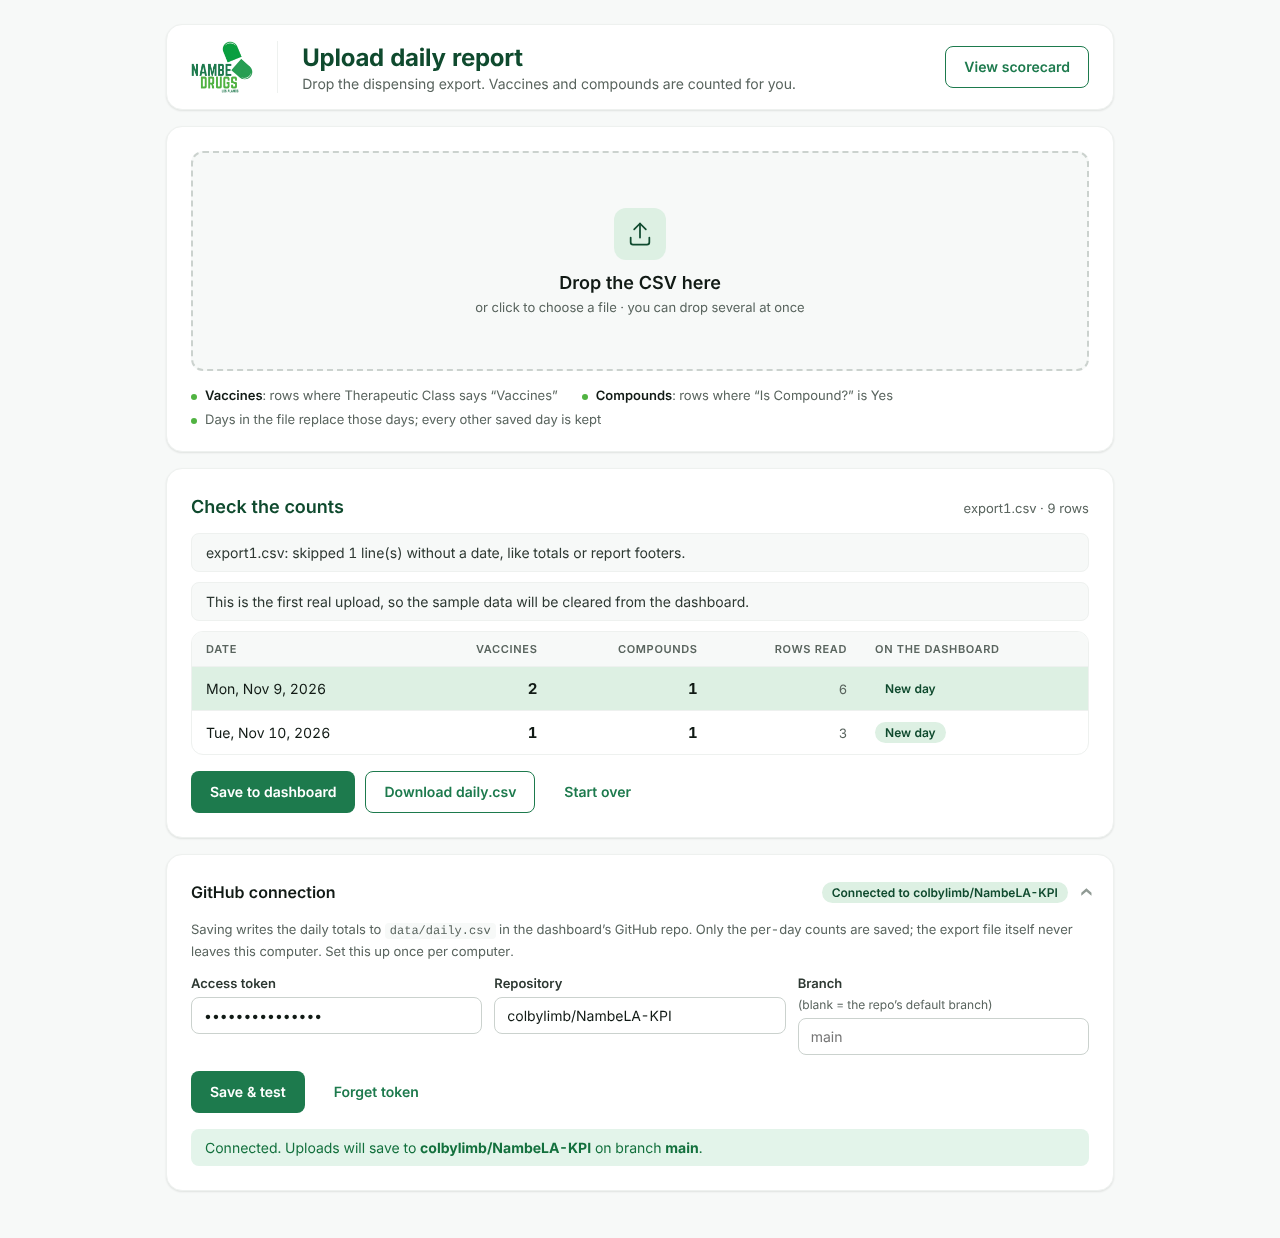 NAMBE
DRUGS
Upload daily report
Drop the dispensing export. Vaccines and compounds are counted for you.
View scorecard
Drop the CSV here
or click to choose a file · you can drop several at once
Vaccines: rows where Therapeutic Class says “Vaccines”
Compounds: rows where “Is Compound?” is Yes
Days in the file replace those days; every other saved day is kept
Check the counts
export1.csv · 9 rows
export1.csv: skipped 1 line(s) without a date, like totals or report footers.
This is the first real upload, so the sample data will be cleared from the dashboard.
DATE VACCINES COMPOUNDS ROWS READ ON THE DASHBOARD
Mon, Nov 9, 2026 2 1 6 New day
Tue, Nov 10, 2026 1 1 3 New day
Save to dashboard
Download daily.csv
Start over
GitHub connection
Connected to colbylimb/NambeLA-KPI
Saving writes the daily totals to data/daily.csv in the dashboard’s GitHub repo. Only the per-day counts are saved; the export file itself never
leaves this computer. Set this up once per computer.
Access token
•••••••••••••••
Repository
colbylimb/NambeLA-KPI
Branch
(blank = the repo’s default branch)
main
Save & test
Forget token
Connected. Uploads will save to colbylimb/NambeLA-KPI on branch main.